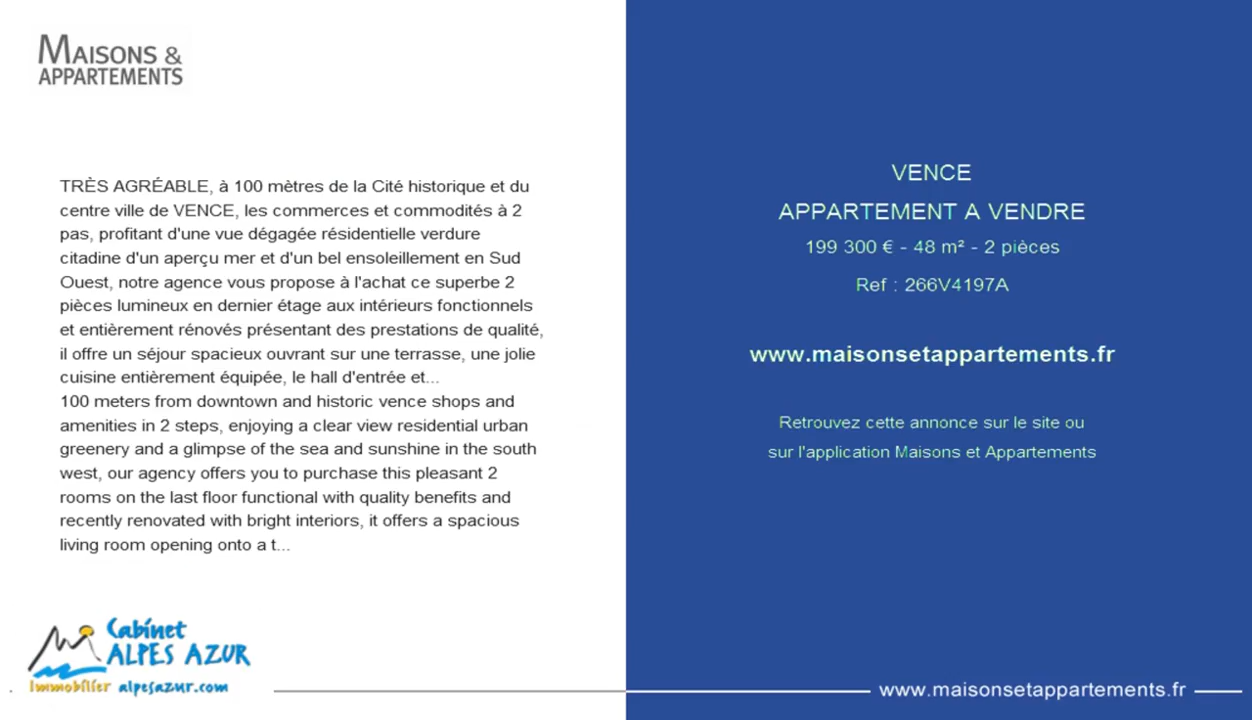 MAISONS &
APPARTEMENTS
TRÈS AGRÉABLE, à 100 mètres de la Cité historique et du
centre ville de VENCE, les commerces et commodités à 2
pas, profitant d'une vue dégagée résidentielle verdure
citadine d'un aperçu mer et d'un bel ensoleillement en Sud
Ouest, notre agence vous propose à l'achat ce superbe 2
pièces lumineux en dernier étage aux intérieurs fonctionnels
et entièrement rénovés présentant des prestations de qualité,
il offre un séjour spacieux ouvrant sur une terrasse, une jolie
cuisine entièrement équipée, le hall d'entrée et...
100 meters from downtown and historic vence shops and
amenities in 2 steps, enjoying a clear view residential urban
greenery and a glimpse of the sea and sunshine in the south
west, our agency offers you to purchase this pleasant 2
rooms on the last floor functional with quality benefits and
recently renovated with bright interiors, it offers a spacious
living room opening onto a t...
Cabinet
ALPES AZUR
Immobilier alpesazur.com
VENCE
APPARTEMENT A VENDRE
199 300 € - 48 m² - 2 pièces
Ref : 266V4197A
www.maisonsetappartements.fr
Retrouvez cette annonce sur le site ou
sur l'application Maisons et Appartements
www.maisonsetappartements.fr